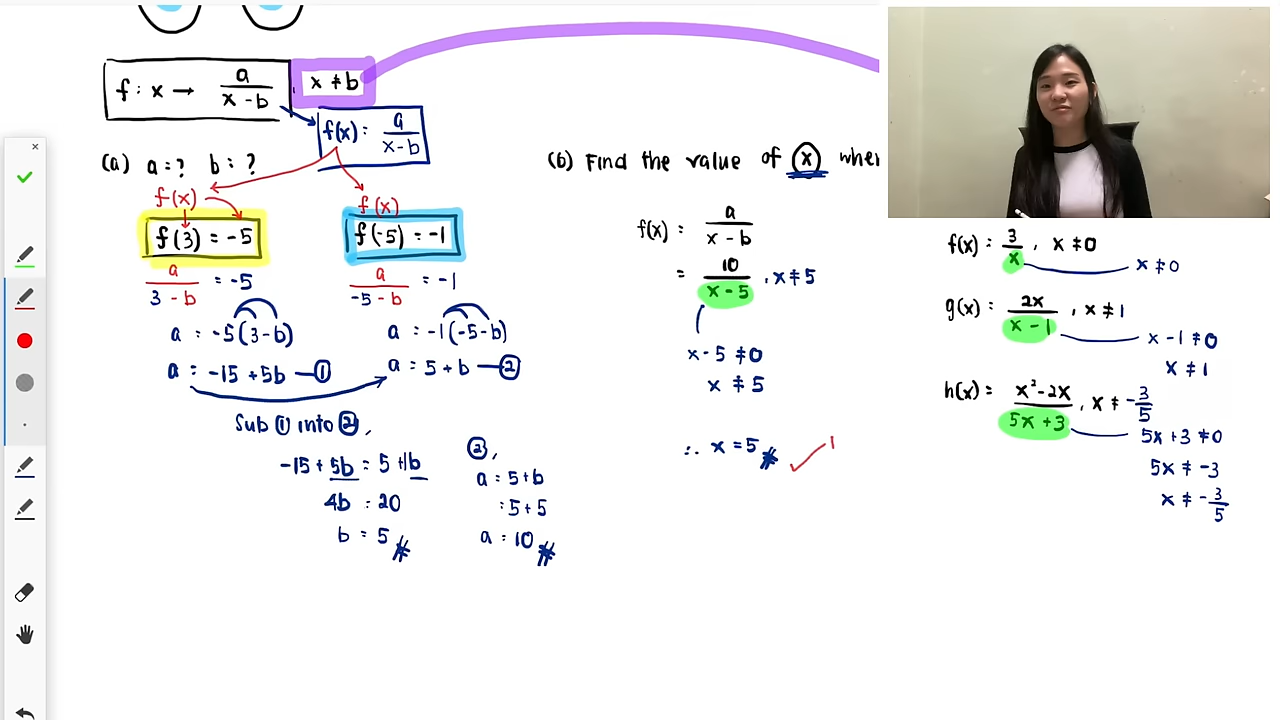 f : x → a/(x - b) , x ≠ b
f(x) : a/(x - b)
(a) a = ? b : ?
f(x)
f(3) = -5
a/(3 - b) = -5
a = -5(3 - b)
a = -15 + 5b — ①
f(x)
f(-5) = -1
a/(-5 - b) = -1
a = -1(-5 - b)
a = 5 + b — ②
Sub ① into ②,
-15 + 5b = 5 + 1b
4b = 20
b = 5 #
②,
a = 5 + b
= 5 + 5
a = 10 #
(b) Find the value of x
f(x) = a/(x - b)
= 10/(x - 5) , x ≠ 5
x - 5 ≠ 0
x ≠ 5
∴ x = 5 # ✓ 1
f(x) = 3/x , x ≠ 0
x ≠ 0
g(x) = 2x/(x - 1) , x ≠ 1
x - 1 ≠ 0
x ≠ 1
h(x) = (x² - 2x)/(5x + 3) , x ≠ -3/5
5x + 3 ≠ 0
5x ≠ -3
x ≠ -3/5